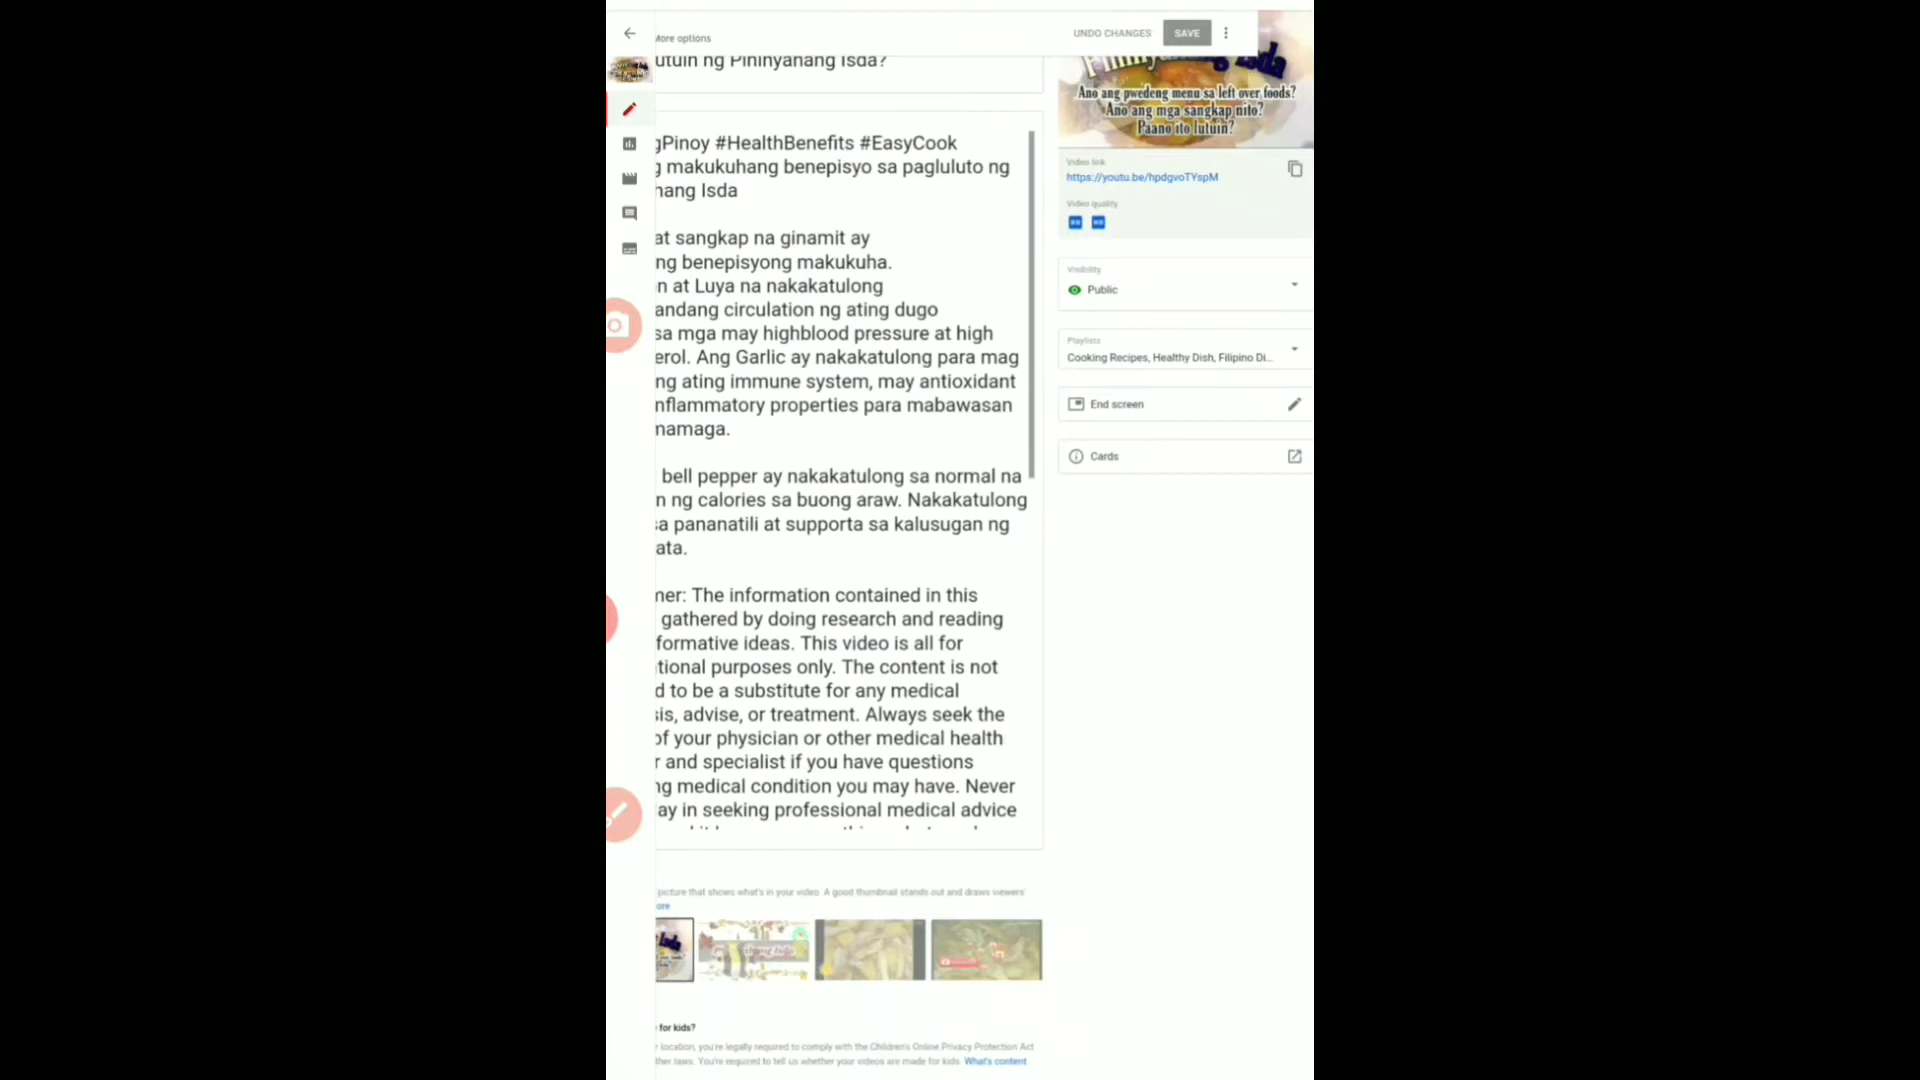 More options
UNDO CHANGES
SAVE
utuin ng Pininyahang Isda?
gPinoy #HealthBenefits #EasyCook
g makukuhang benepisyo sa pagluluto ng
hang Isda
at sangkap na ginamit ay
ng benepisyong makukuha.
n at Luya na nakakatulong
andang circulation ng ating dugo
sa mga may highblood pressure at high
erol. Ang Garlic ay nakakatulong para mag
ng ating immune system, may antioxidant
nflammatory properties para mabawasan
mamaga.
bell pepper ay nakakatulong sa normal na
n ng calories sa buong araw. Nakakatulong
sa pananatili at supporta sa kalusugan ng
ata.
mer: The information contained in this
gathered by doing research and reading
formative ideas. This video is all for
tional purposes only. The content is not
d to be a substitute for any medical
sis, advise, or treatment. Always seek the
of your physician or other medical health
r and specialist if you have questions
ng medical condition you may have. Never
ay in seeking professional medical advice
picture that shows what's in your video. A good thumbnail stands out and draws viewers'
ore
for kids?
r location, you're legally required to comply with the Children's Online Privacy Protection Act
ther laws. You're required to tell us whether your videos are made for kids. What's content
Isda
Ano ang pwedeng menu sa left over foods?
Ano ang mga sangkap nito?
Paano ito lutuin?
Video link
https://youtu.be/hpdgvoTYspM
Video quality
SD HD
Visibility
Public
Playlists
Cooking Recipes, Healthy Dish, Filipino Di...
End screen
Cards